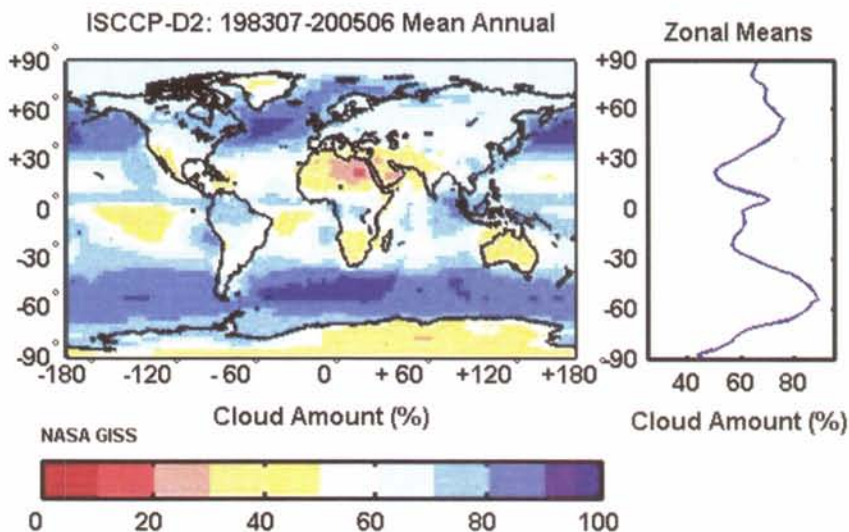 ISCCP-D2: 198307-200506 Mean Annual
+90°
+60°
+30°
0
-30°
-60°
-90°
-180 -120 -60 0 +60 +120 +180
Cloud Amount (%)
NASA GISS
0 20 40 60 80 100
Zonal Means
+90
+60
+30
0
-30
-60
-90
40 60 80
Cloud Amount (%)